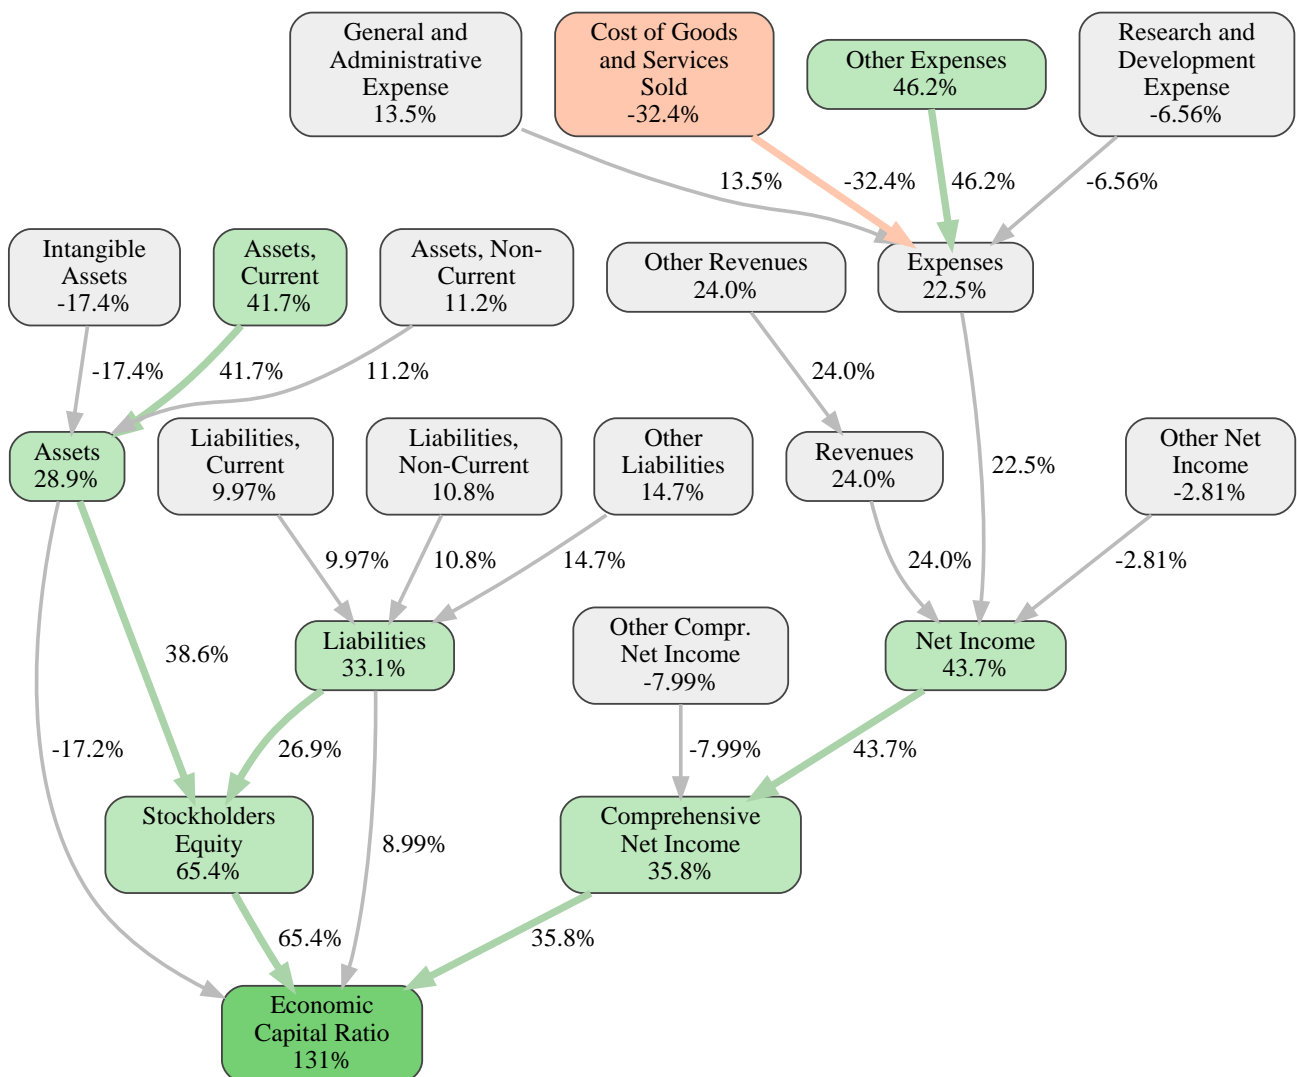 General and
Administrative
Expense
13.5%
Cost of Goods
and Services
Sold
-32.4%
Other Expenses
46.2%
Research and
Development
Expense
-6.56%
13.5%
-32.4%
46.2%
-6.56%
Intangible
Assets
-17.4%
Assets,
Current
41.7%
Assets, Non-
Current
11.2%
Other Revenues
24.0%
Expenses
22.5%
-17.4%
41.7%
11.2%
24.0%
Assets
28.9%
Liabilities,
Current
9.97%
Liabilities,
Non-Current
10.8%
Other
Liabilities
14.7%
Revenues
24.0%
22.5%
Other Net
Income
-2.81%
9.97%
10.8%
14.7%
24.0%
-2.81%
38.6%
Liabilities
33.1%
Other Compr.
Net Income
-7.99%
Net Income
43.7%
-17.2%
26.9%
-7.99%
43.7%
Stockholders
Equity
65.4%
8.99%
Comprehensive
Net Income
35.8%
65.4%
35.8%
Economic
Capital Ratio
131%